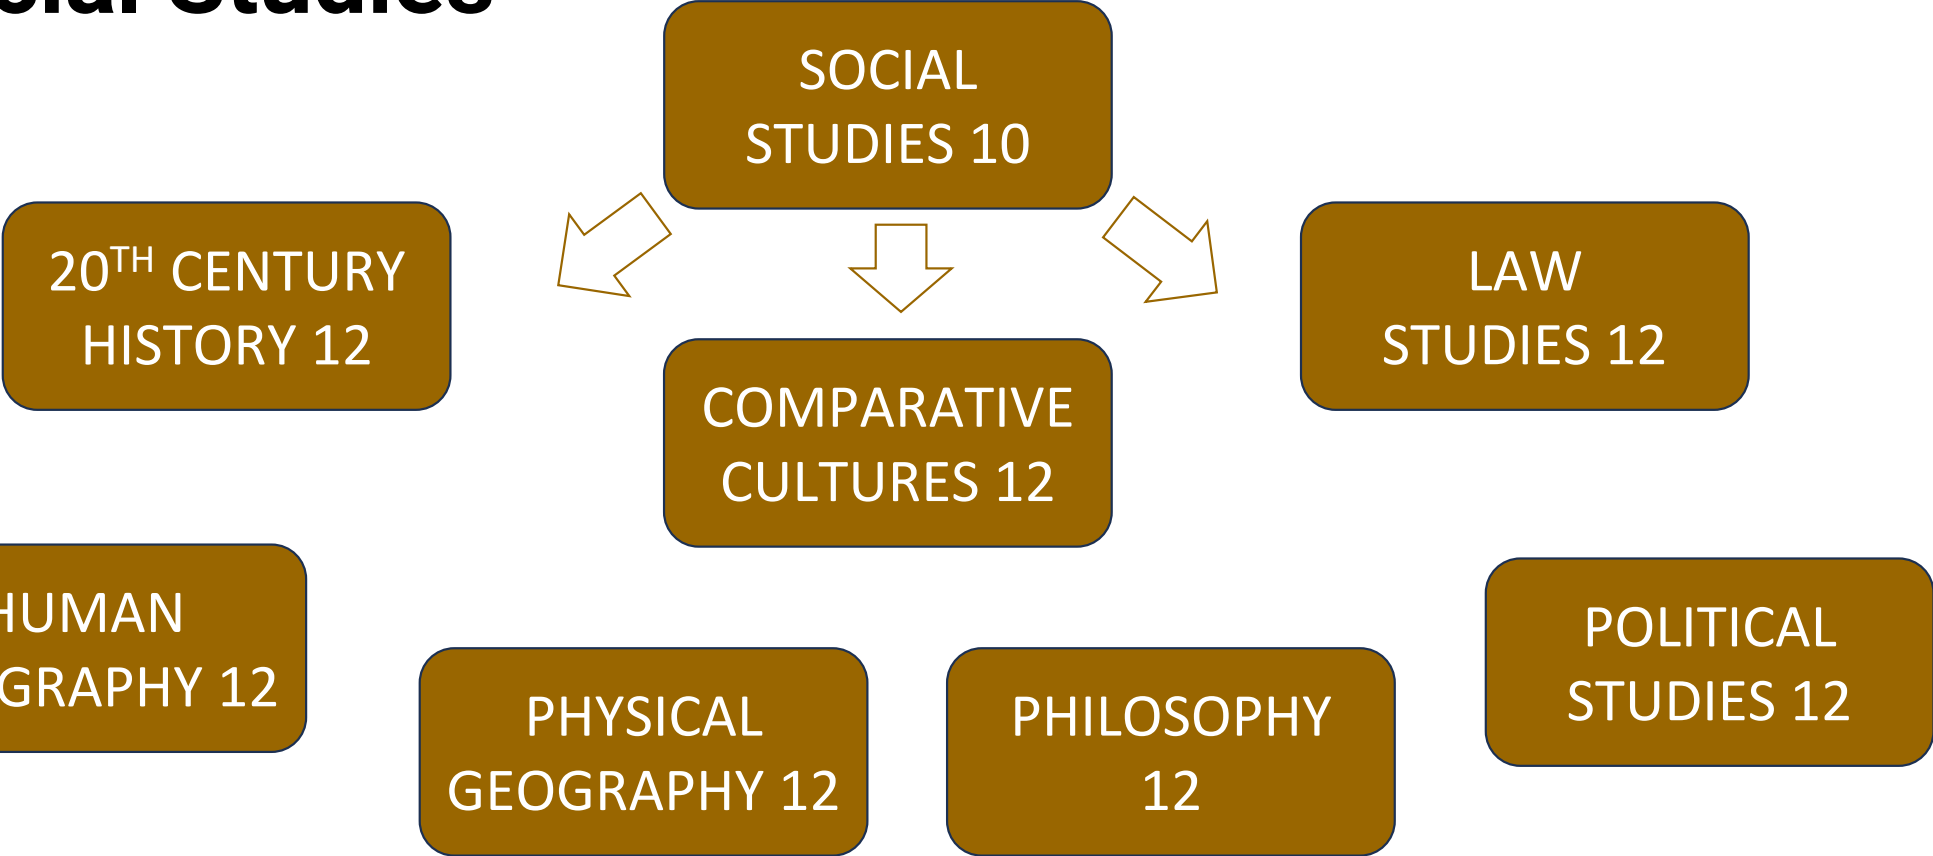 Studies
SOCIAL
STUDIES 10
20TH CENTURY
HISTORY 12
LAW
STUDIES 12
COMPARATIVE
CULTURES 12
HUMAN
GRAPHY 12
POLITICAL
STUDIES 12
PHYSICAL
GEOGRAPHY 12
PHILOSOPHY
12